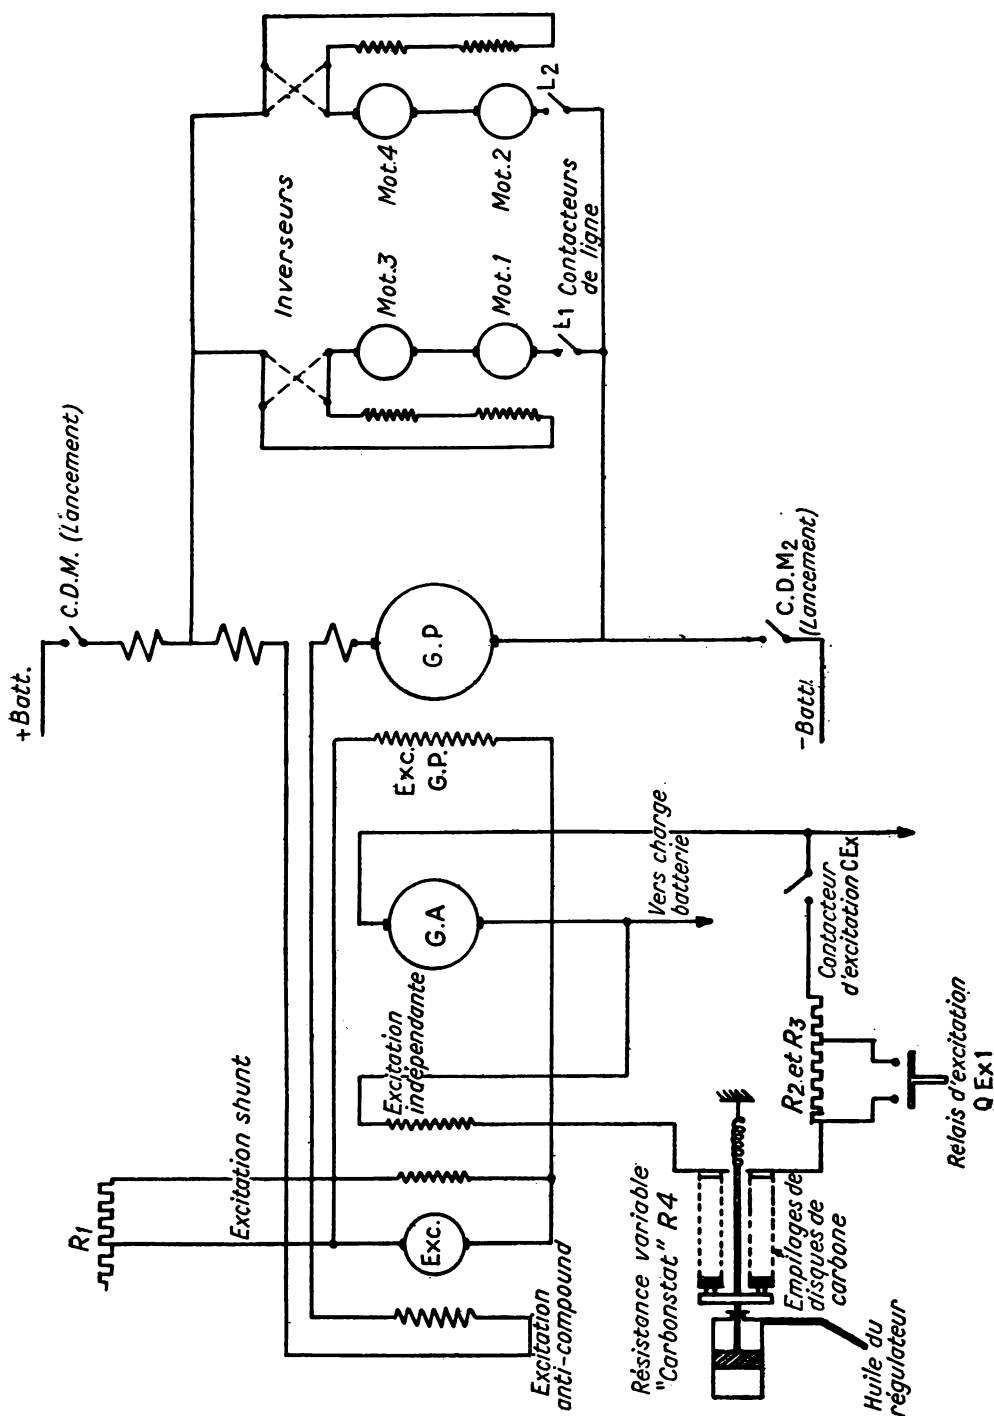 R1
Excitation shunt
+Batt.
C.D.M. (Lancement)
Inverseurs
Mot.3
Mot.4
Mot.1
Mot.2
L1
L2
Contacteurs
de ligne
Exc.
Excitation
indépendante
G.A
Exc.
G.P.
G.P
Excitation
anti-compound
Vers charge
batterie
-Batt.
C.D.M2
(Lancement)
Résistance variable
"Carbonstat" R4
Empilages de
disques de
carbone
Huile du
régulateur
R2 et R3
Contacteur
d'excitation CEx
Relais d'excitation
Q Ex1